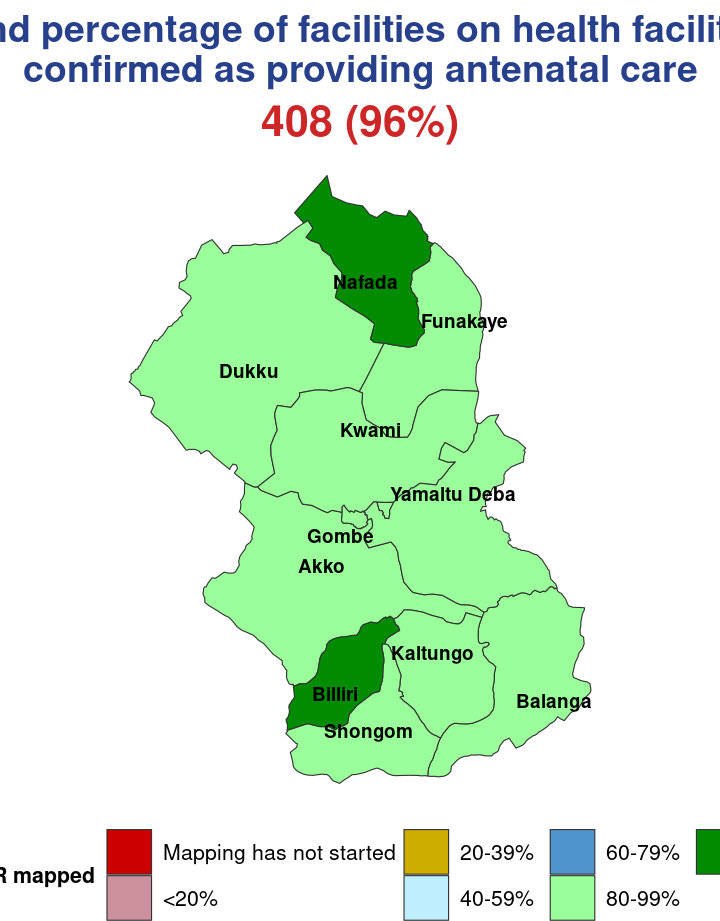 percentage of facilities on health
confirmed as providing antenatal care
408 (96%)
Nafada
Funakaye
Dukku
Kwami
Yamaltu Deba
Gombe
Akko
Kaltungo
Billiri
Balanga
Shongom
Mapping has not started
20-39%
60-79%
mapped
<20%
40-59%
80-99%